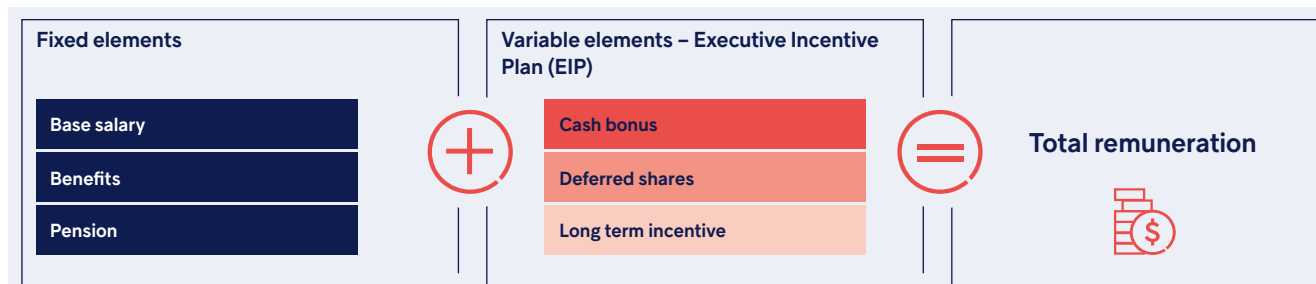 Fixed elements
Base salary
Benefits
Pension
Variable elements – Executive Incentive
Plan (EIP)
Cash bonus
Deferred shares
Long term incentive
Total remuneration
$